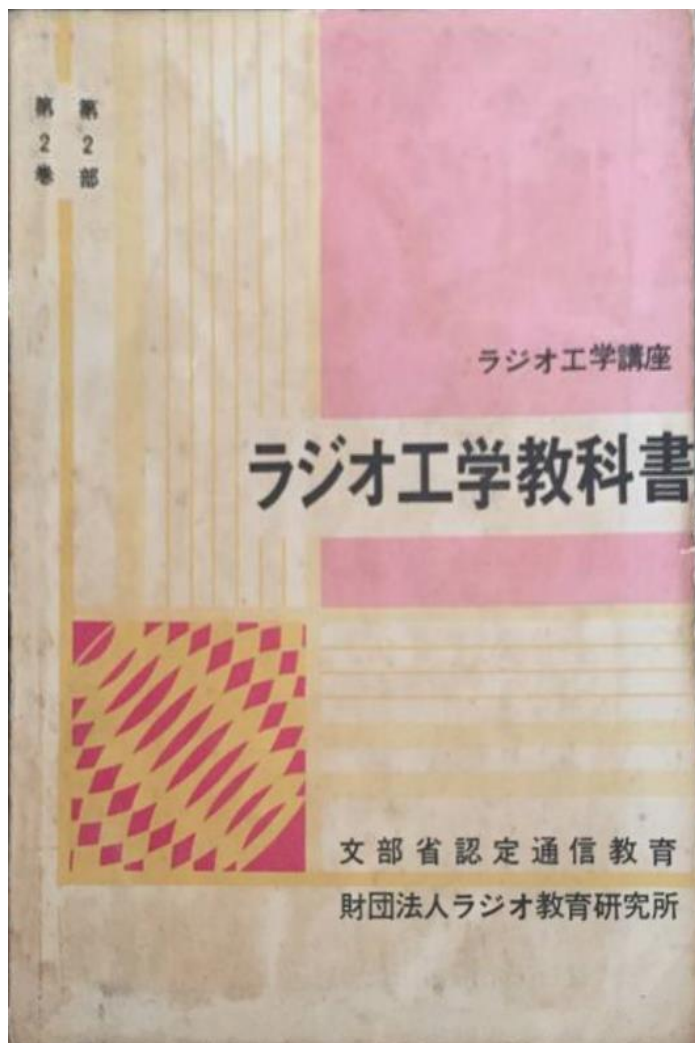 第2部
第2巻
ラジオ工学講座
ラジオ工学教科書
文部省認定通信教育
財団法人ラジオ教育研究所